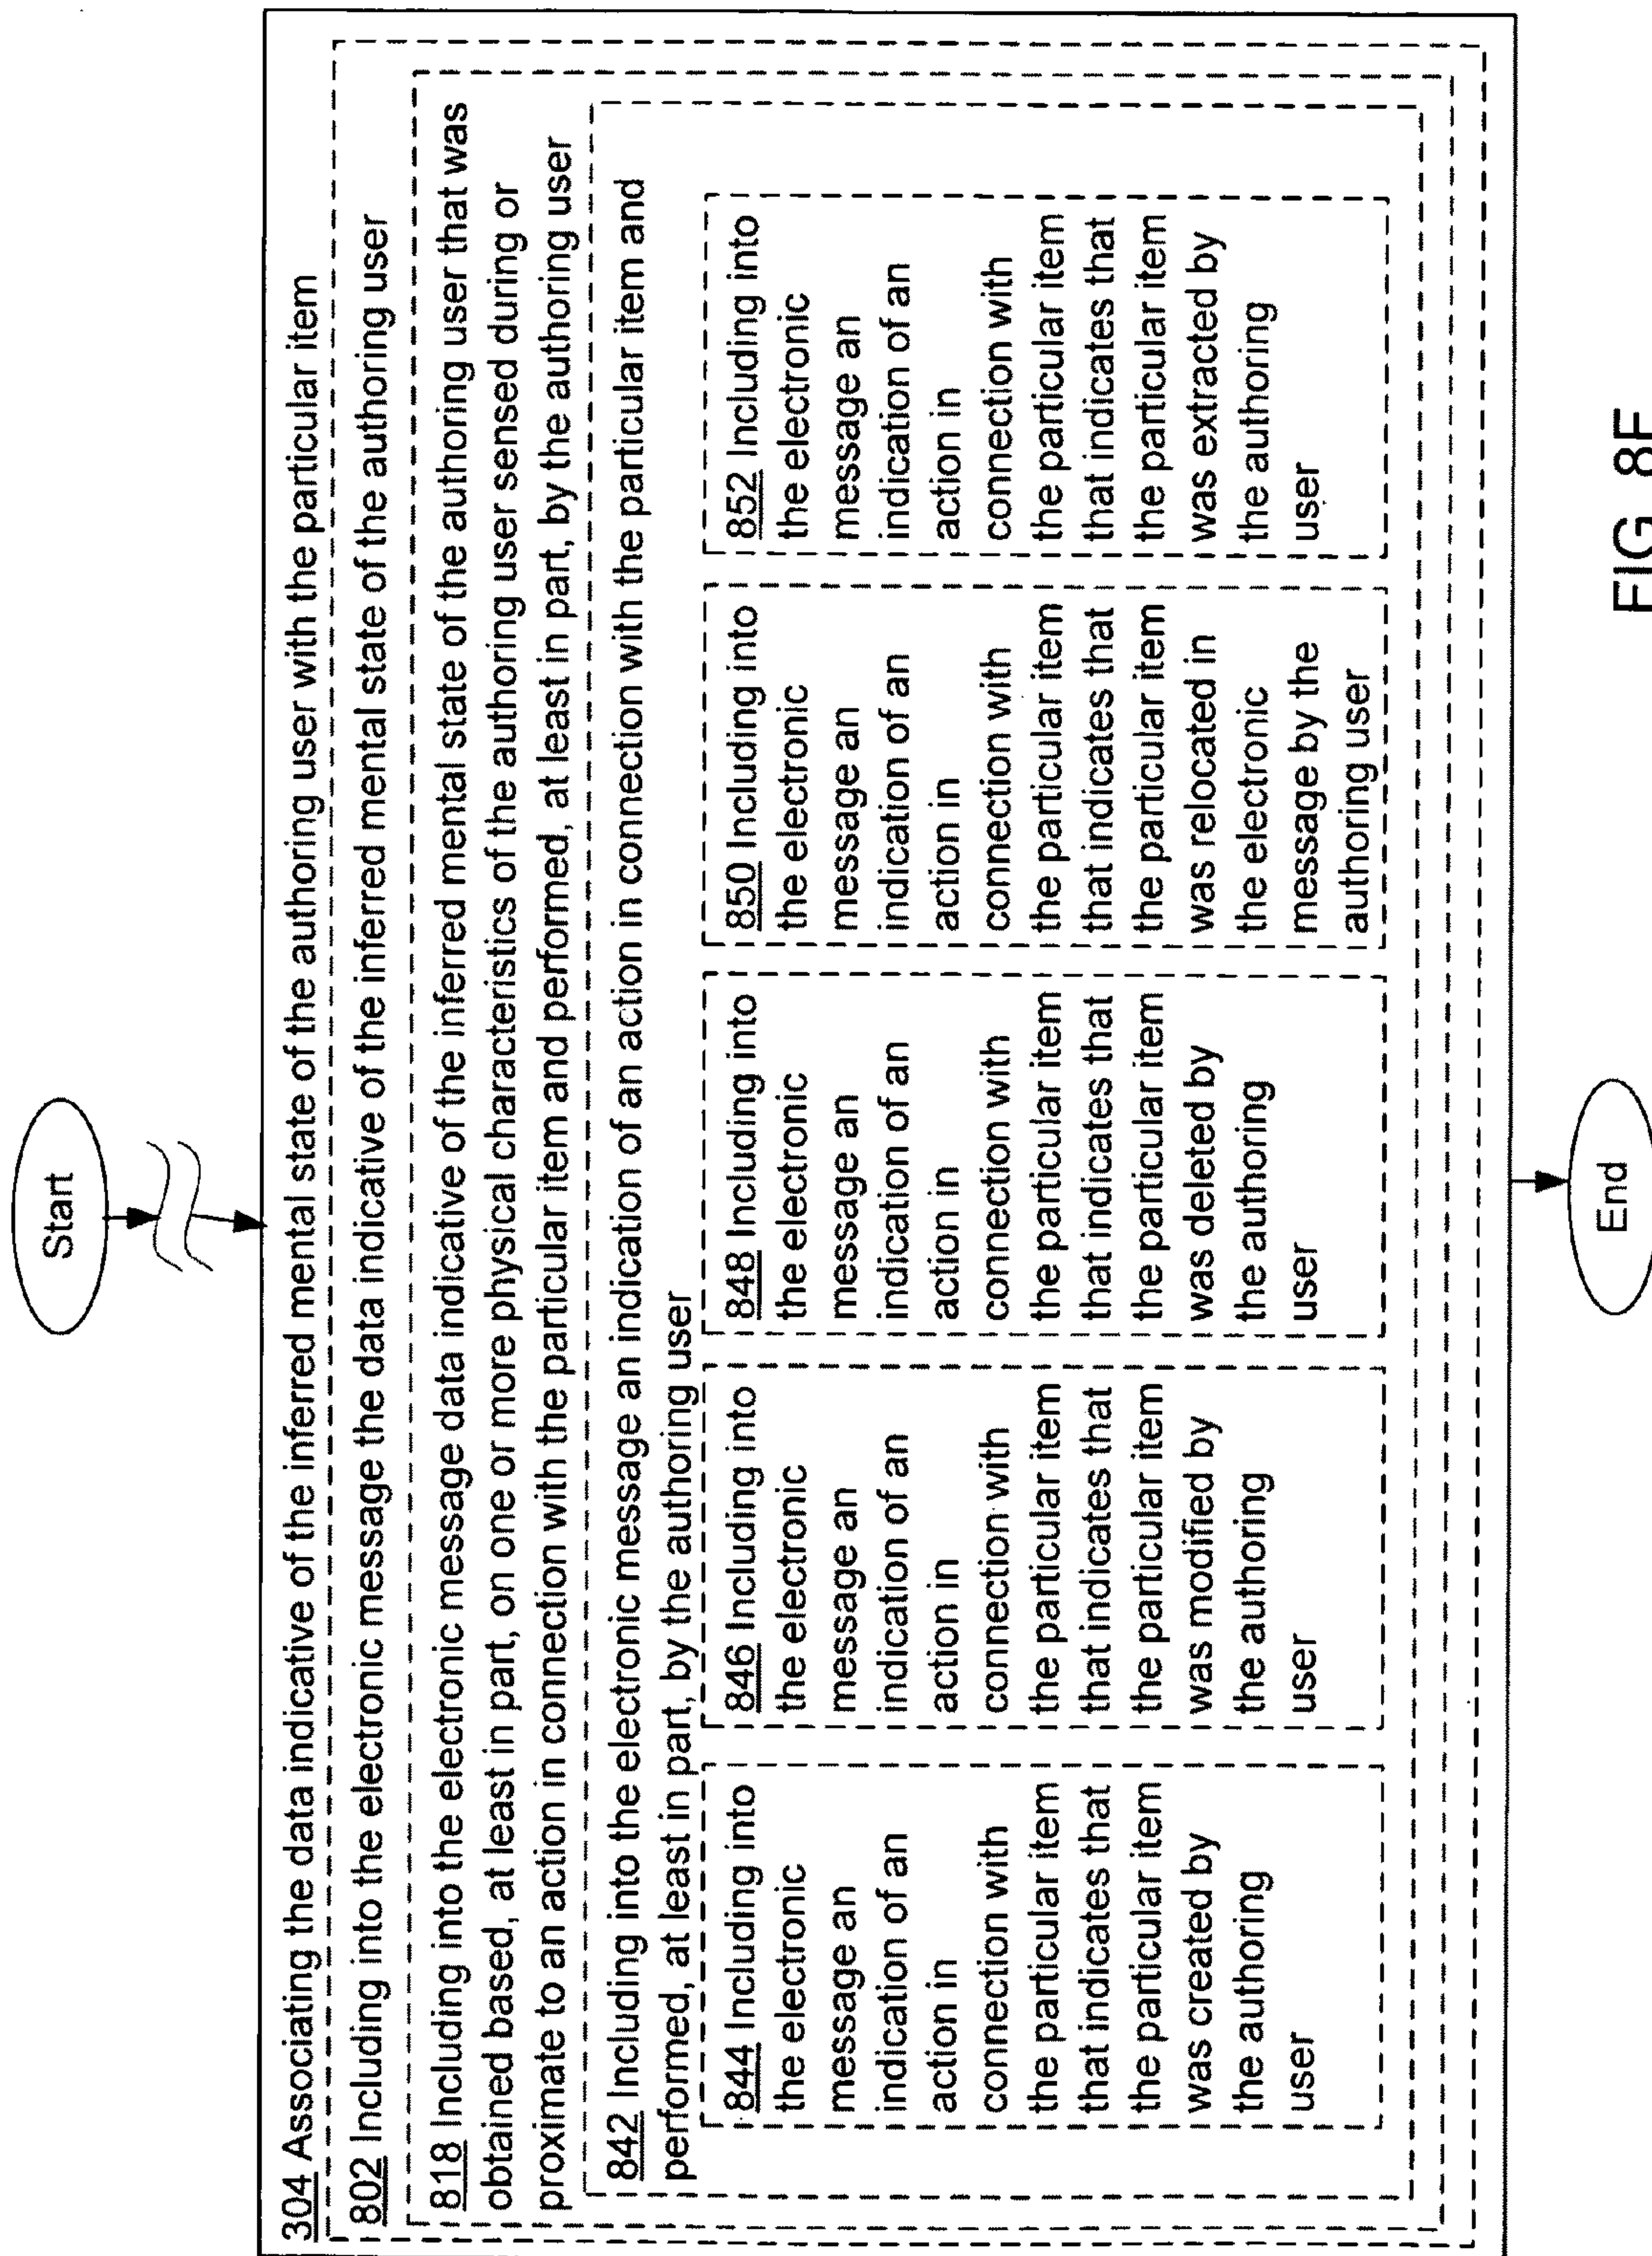 Start
304 Associating the data indicative of the inferred mental state of the authoring user with the particular item
802 Including into the electronic message the data indicative of the inferred mental state of the authoring user
818 Including into the electronic message data indicative of the inferred mental state of the authoring user that was
obtained based, at least in part, on one or more physical characteristics of the authoring user sensed during or
proximate to an action in connection with the particular item and performed, at least in part, by the authoring user
842 Including into the electronic message an indication of an action in connection with the particular item and
performed, at least in part, by the authoring user
844 Including into
the electronic
message an
indication of an
action in
connection with
the particular item
that indicates that
the particular item
was created by
the authoring
user
846 Including into
the electronic
message an
indication of an
action in
connection with
the particular item
that indicates that
the particular item
was modified by
the authoring
user
848 Including into
the electronic
message an
indication of an
action in
connection with
the particular item
that indicates that
the particular item
was deleted by
the authoring
user
850 Including into
the electronic
message an
indication of an
action in
connection with
the particular item
that indicates that
the particular item
was relocated in
the electronic
message by the
authoring user
852 Including into
the electronic
message an
indication of an
action in
connection with
the particular item
that indicates that
the particular item
was extracted by
the authoring
user
End
FIG